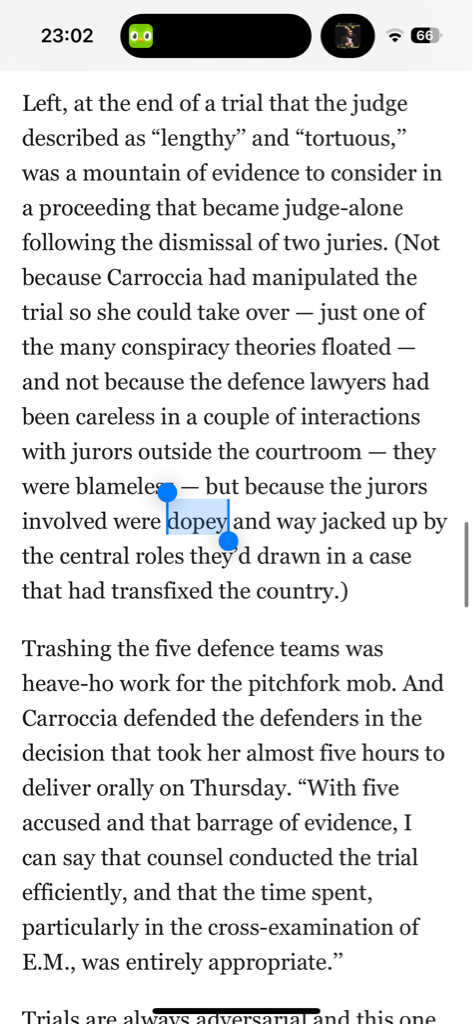 23:02
66
Left, at the end of a trial that the judge
described as “lengthy” and “tortuous,”
was a mountain of evidence to consider in
a proceeding that became judge-alone
following the dismissal of two juries. (Not
because Carroccia had manipulated the
trial so she could take over — just one of
the many conspiracy theories floated —
and not because the defence lawyers had
been careless in a couple of interactions
with jurors outside the courtroom — they
were blameless — but because the jurors
involved were dopey and way jacked up by
the central roles they’d drawn in a case
that had transfixed the country.)
Trashing the five defence teams was
heave-ho work for the pitchfork mob. And
Carroccia defended the defenders in the
decision that took her almost five hours to
deliver orally on Thursday. “With five
accused and that barrage of evidence, I
can say that counsel conducted the trial
efficiently, and that the time spent,
particularly in the cross-examination of
E.M., was entirely appropriate.”
Trials are always adversarial and this one